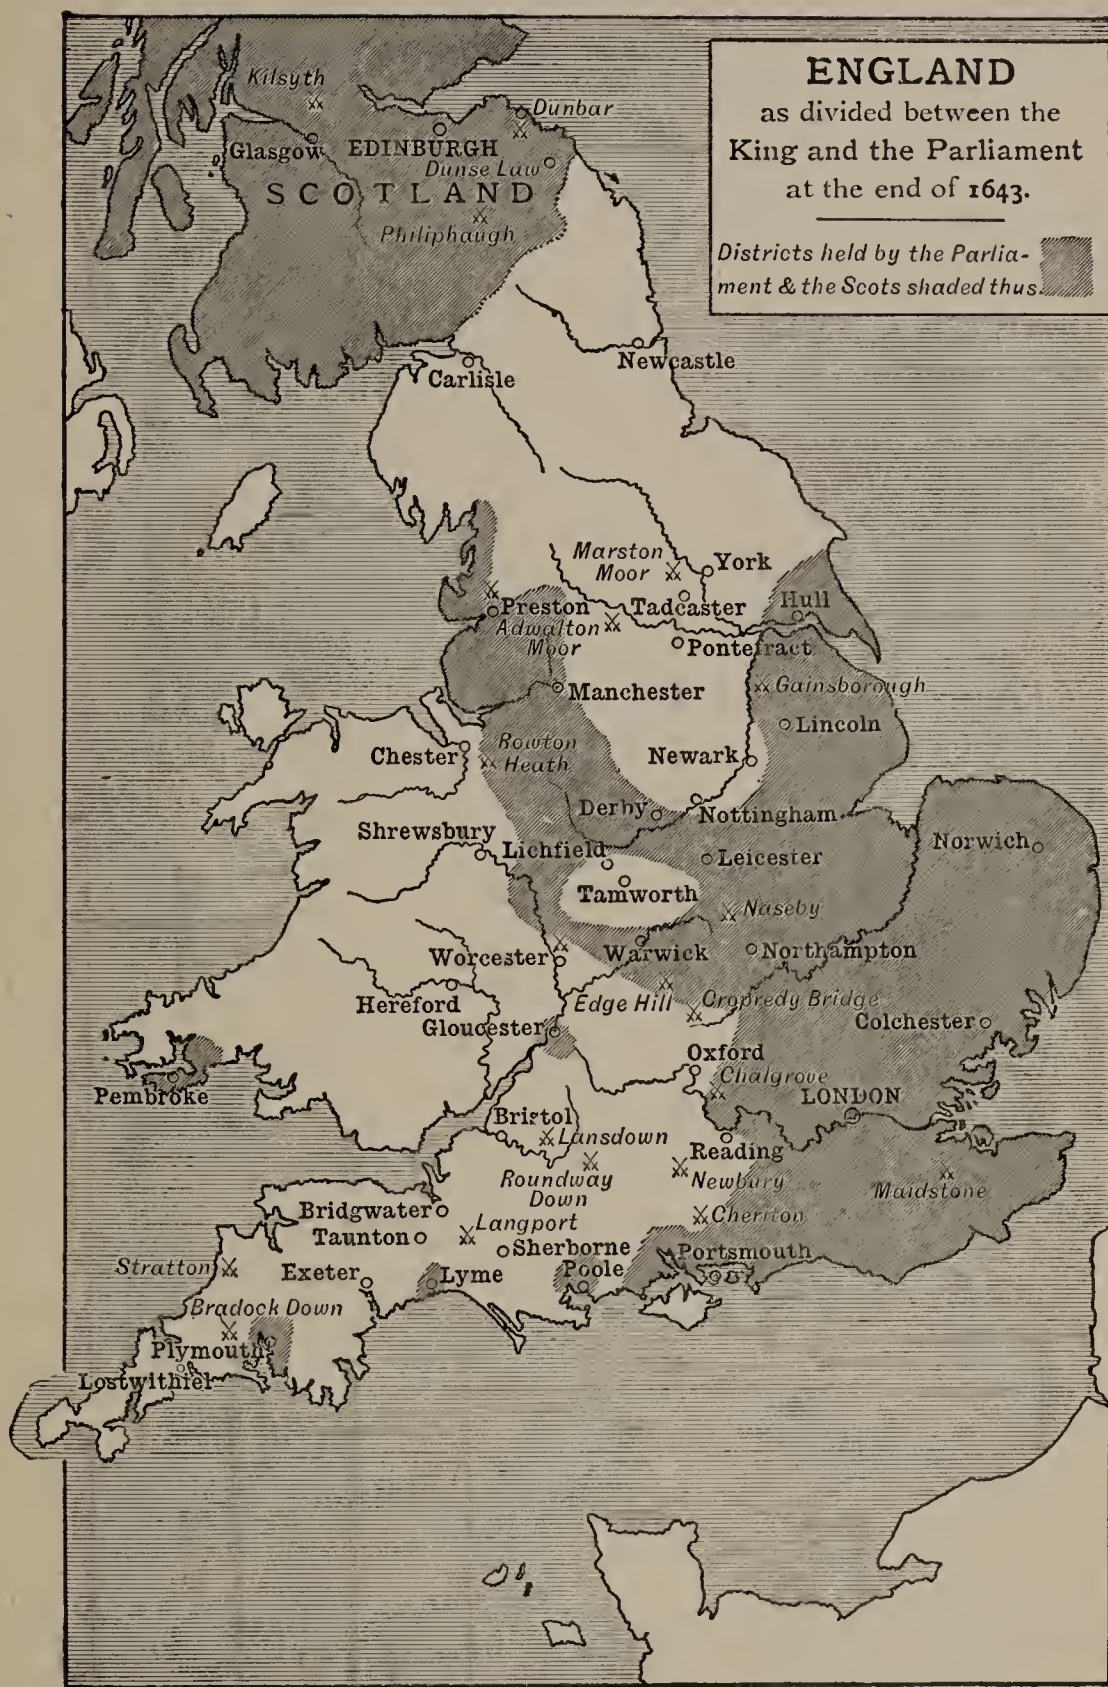 ENGLAND
as divided between the
King and the Parliament
at the end of 1643.
Districts held by the Parlia-
ment & the Scots shaded thus.
Kilsyth
Dunbar
Glasgow
EDINBURGH
Dunse Law
SCOTLAND
Philiphaugh
Newcastle
Carlisle
Marston
Moor
York
Preston
Tadcaster
Hull
Adwalton
Moor
Pontefract
Manchester
Gainsborough
Lincoln
Chester
Rowton
Heath
Newark
Derby
Nottingham
Shrewsbury
Lichfield
Leicester
Norwich
Tamworth
Naseby
Worcester
Warwick
Northampton
Hereford
Edge Hill
Cropredy Bridge
Gloucester
Colchester
Oxford
Chalgrove
Pembroke
LONDON
Bristol
Lansdown
Reading
Roundway
Down
Newbury
Maidstone
Bridgwater
Langport
Cheriton
Taunton
Sherborne
Portsmouth
Stratton
Exeter
Lyme
Poole
Bradock Down
Plymouth
Lostwithiel